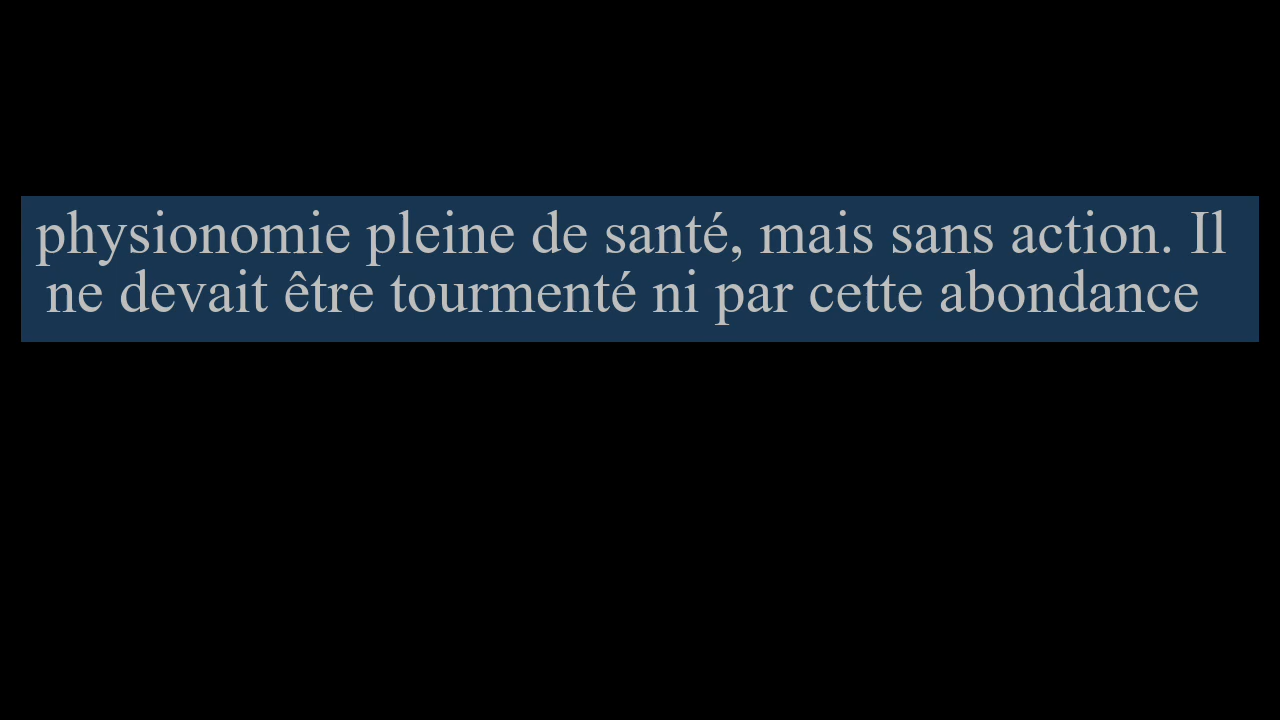 physionomie pleine de santé, mais sans action. Il
ne devait être tourmenté ni par cette abondance